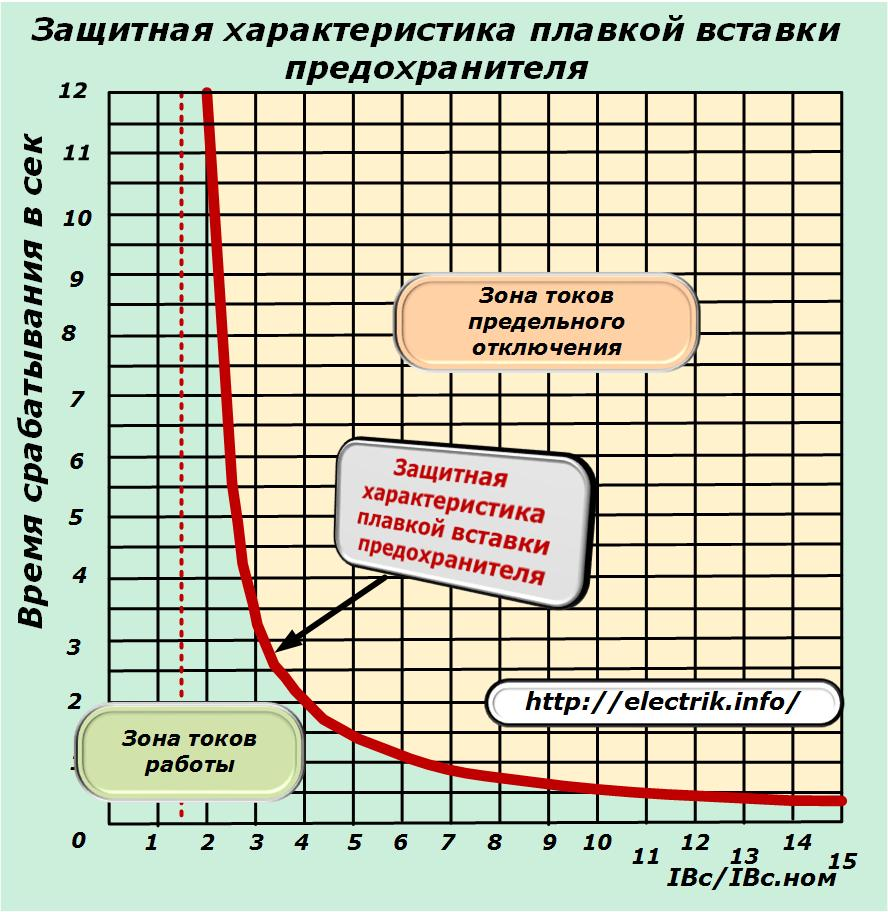 Защитная характеристика плавкой вставки
предохранителя
Время срабатывания в сек
12
11
10
9
8
7
6
5
4
3
2
0
Зона токов
предельного
отключения
Защитная
характеристика
плавкой вставки
предохранителя
http://electrik.info/
Зона токов
работы
1 2 3 4 5 6 7 8 9 10 11 12 13 14 15
IВс/IВс.ном